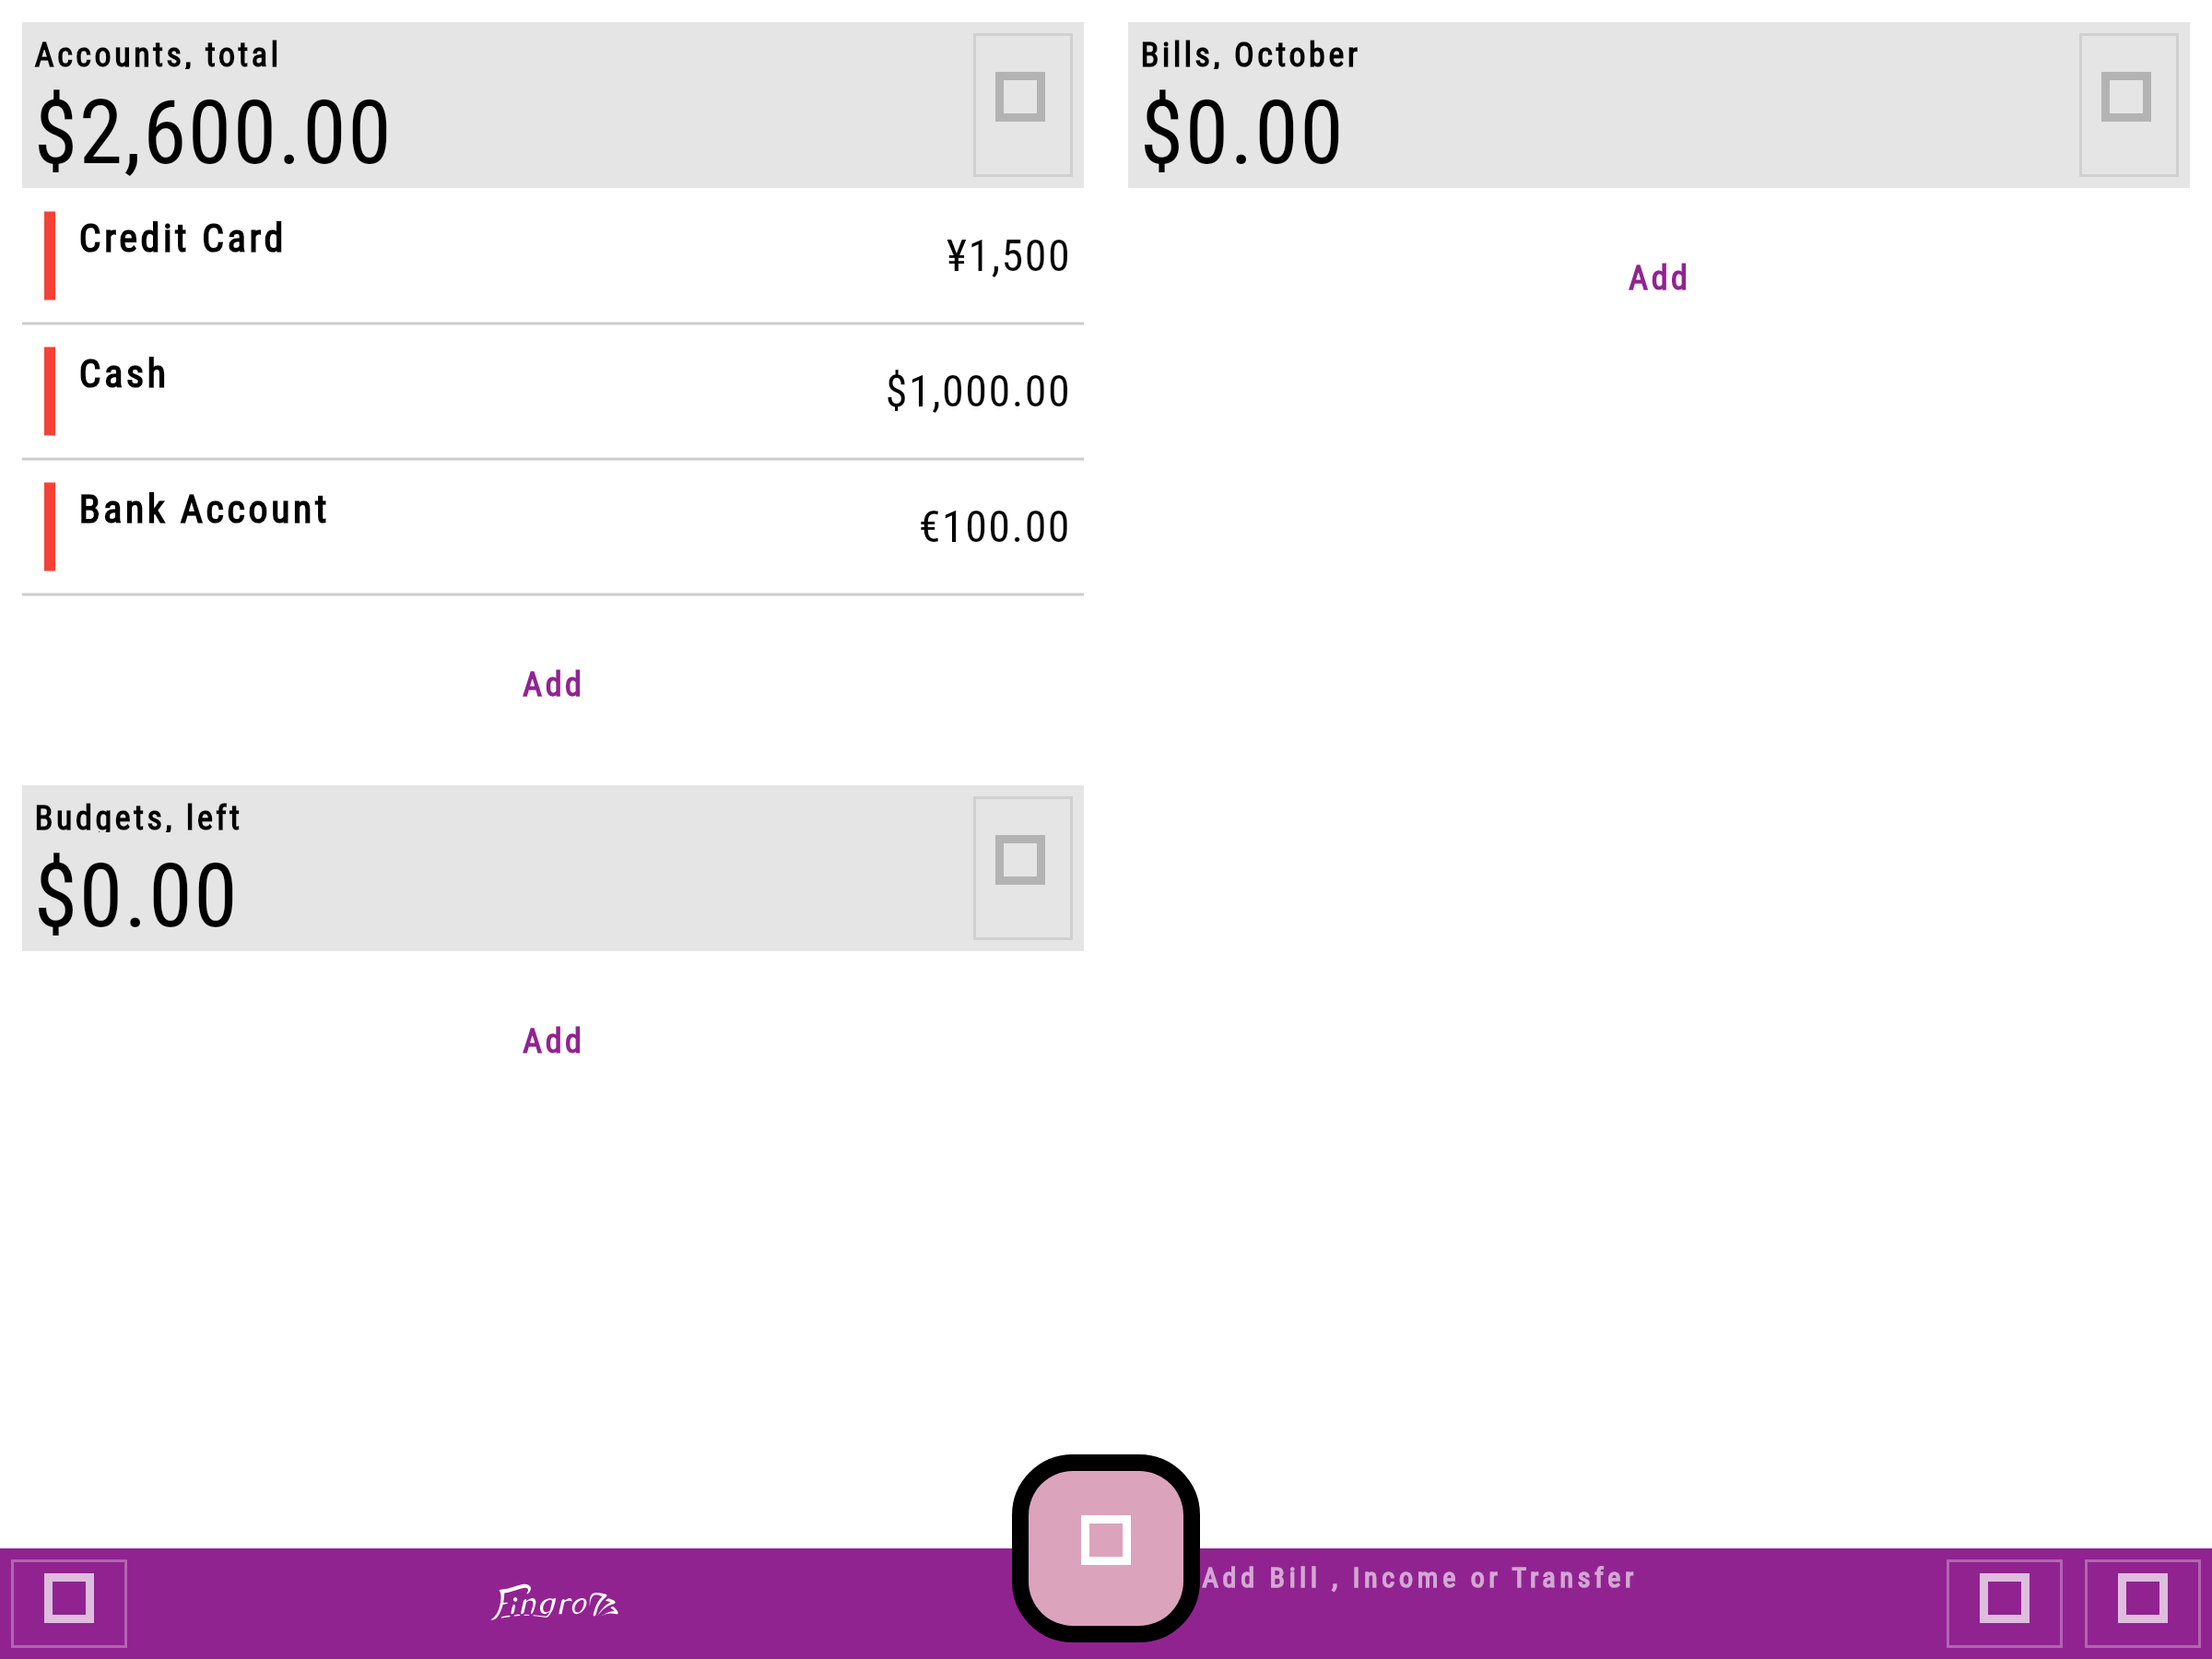 Accounts, total
$2,600.00
Credit Card
¥1,500
Cash
$1,000.00
Bank Account
€100.00
Add
Budgets, left
$0.00
Add
Bills, October
$0.00
Add
Add Bill , Income or Transfer